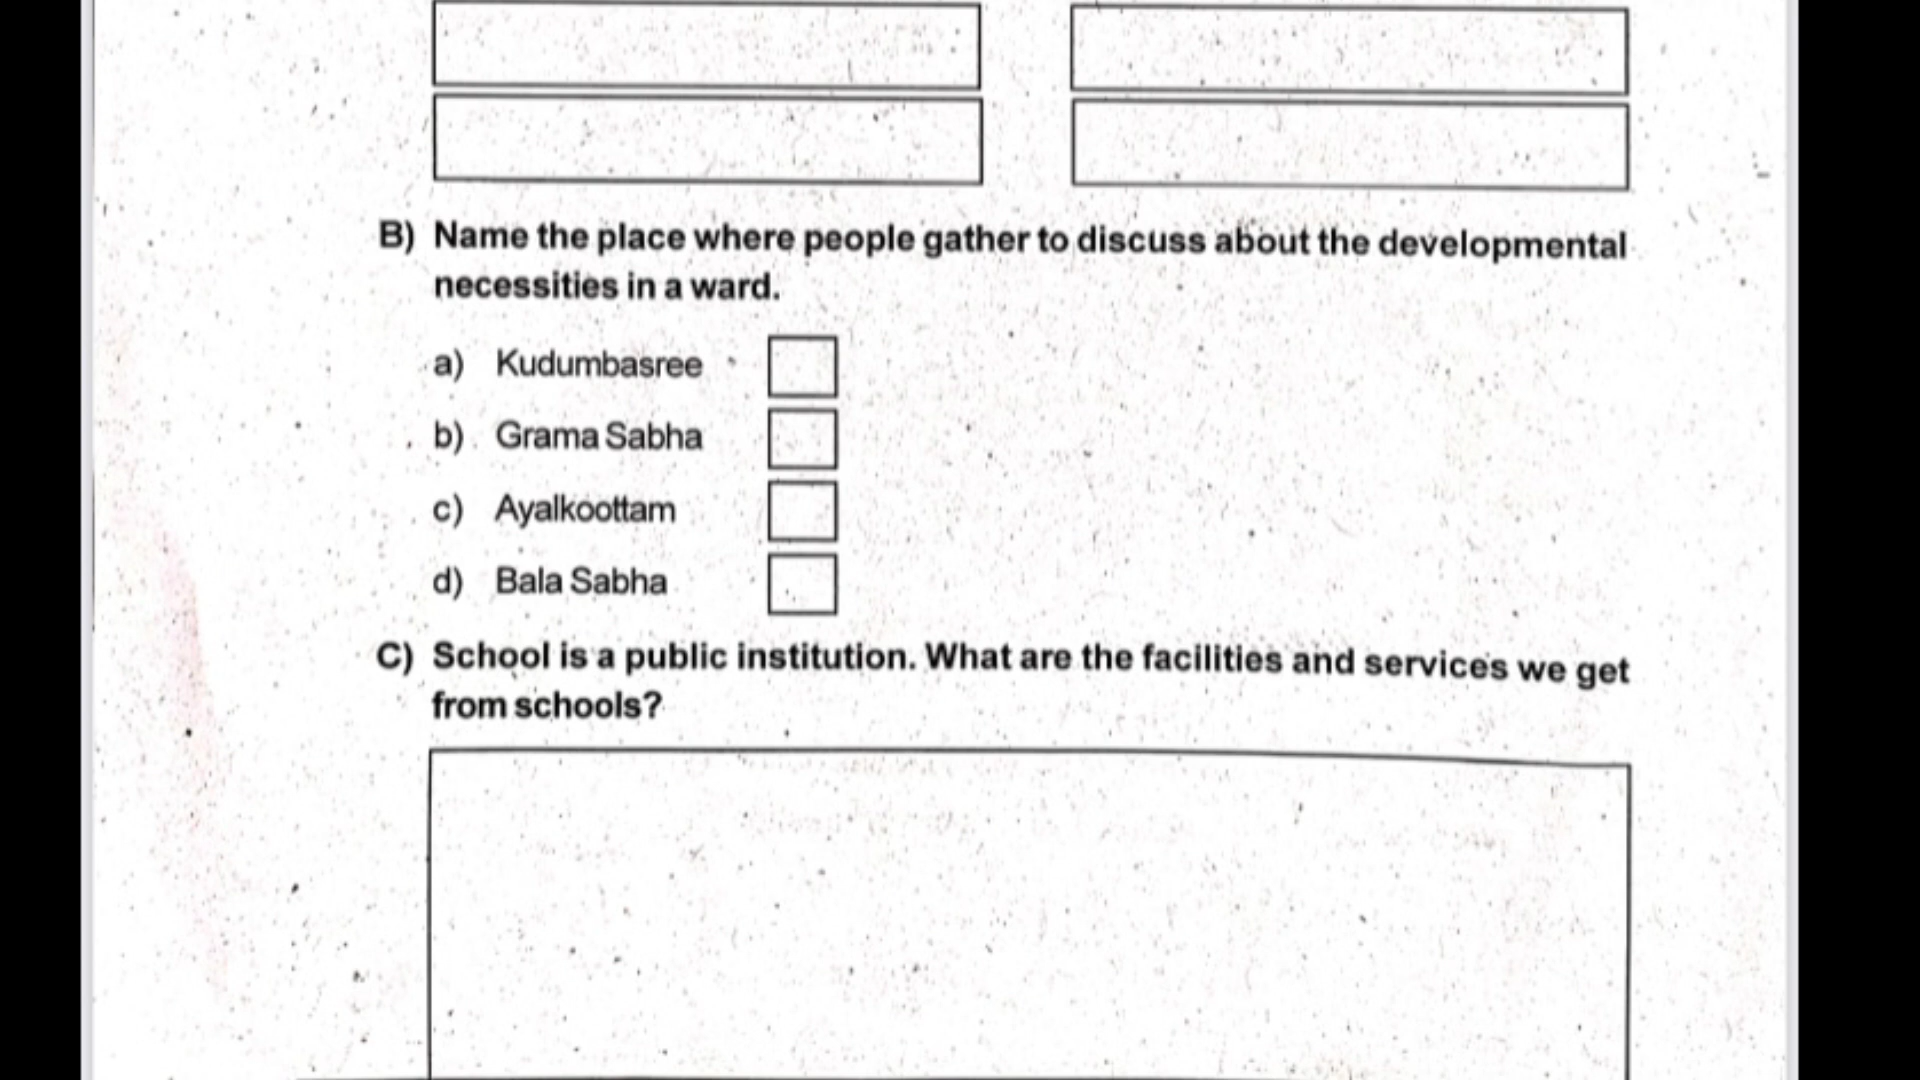 B) Name the place where people gather to discuss about the developmental
necessities in a ward.
a) Kudumbasree
b) Grama Sabha
c) Ayalkoottam
d) Bala Sabha
C) School is a public institution. What are the facilities and services we get
from schools?